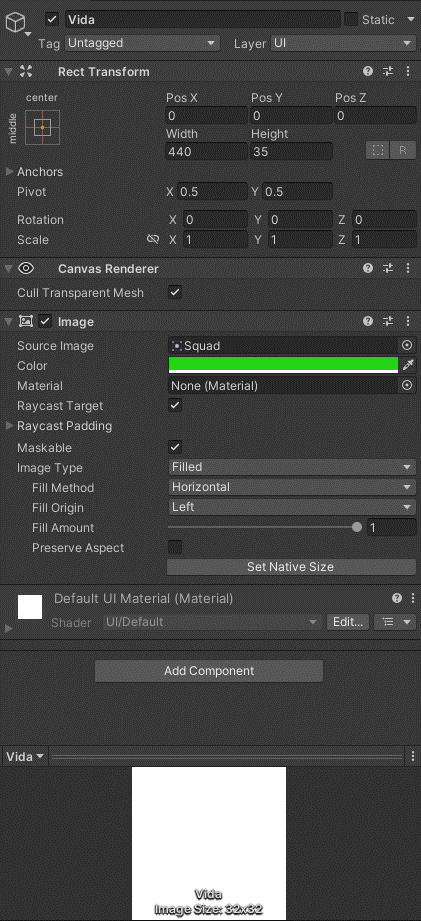 Vida Static
Tag Untagged Layer UI
Rect Transform
center
middle
Pos X Pos Y Pos Z
0 0 0
Width Height
440 35
R
Anchors
Pivot X 0.5 Y 0.5
Rotation X 0 Y 0 Z 0
Scale X 1 Y 1 Z 1
Canvas Renderer
Cull Transparent Mesh
Image
Source Image Squad
Color
Material None (Material)
Raycast Target
Raycast Padding
Maskable
Image Type Filled
Fill Method Horizontal
Fill Origin Left
Fill Amount 1
Preserve Aspect
Set Native Size
Default UI Material (Material)
Shader UI/Default Edit...
Add Component
Vida
Vida
Image Size: 32x32